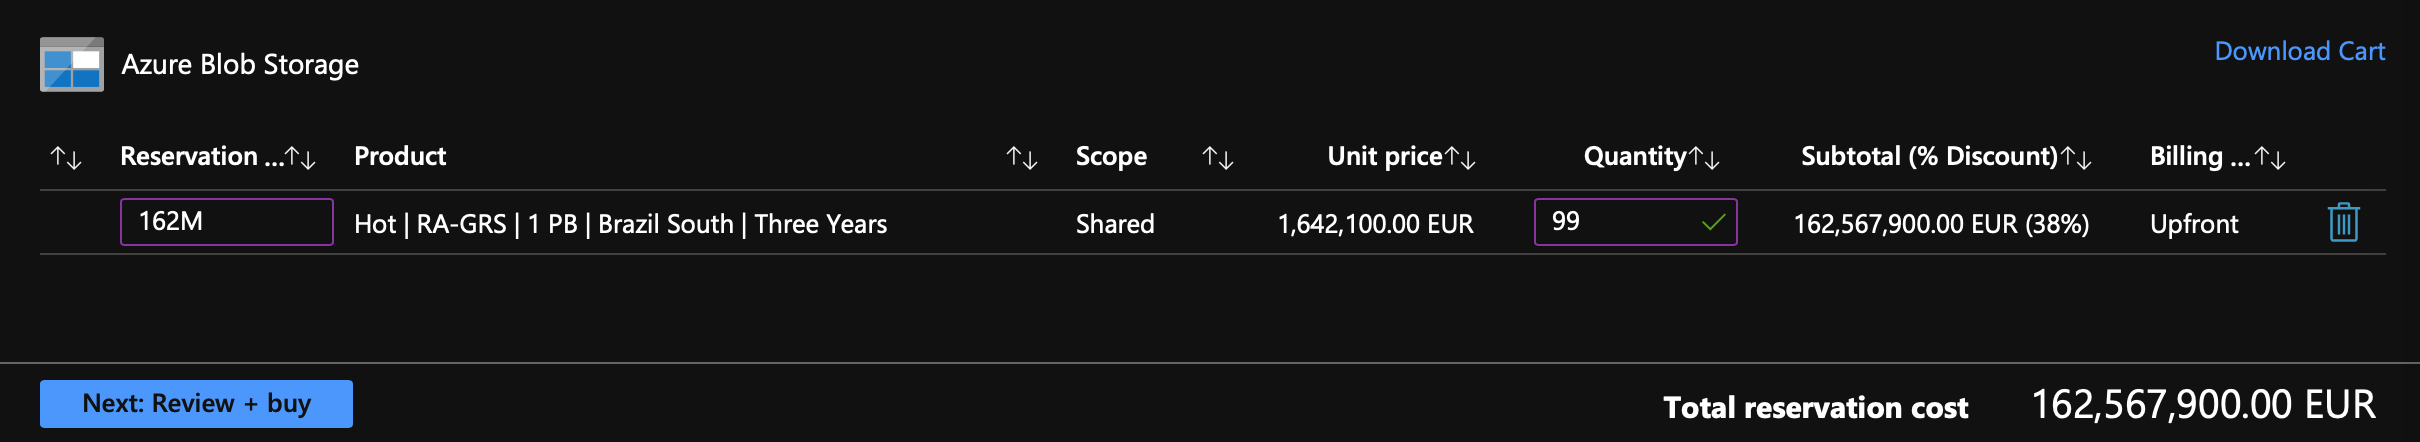 Azure Blob Storage
Download Cart
↑↓ Reservation ...↑↓ Product ↑↓ Scope ↑↓ Unit price↑↓ Quantity↑↓ Subtotal (% Discount)↑↓ Billing ...↑↓
162M Hot | RA-GRS | 1 PB | Brazil South | Three Years Shared 1,642,100.00 EUR 99 162,567,900.00 EUR (38%) Upfront
Next: Review + buy Total reservation cost 162,567,900.00 EUR